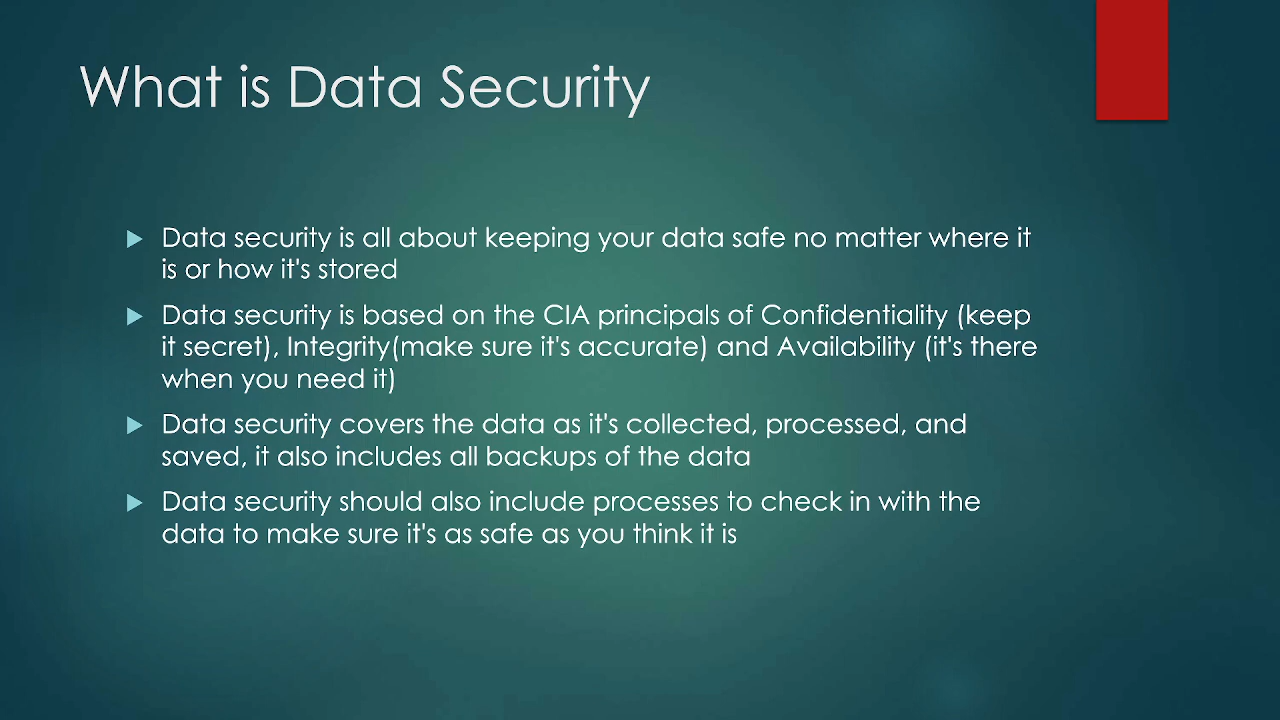 What is Data Security
Data security is all about keeping your data safe no matter where it
is or how it's stored
Data security is based on the CIA principals of Confidentiality (keep
it secret), Integrity(make sure it's accurate) and Availability (it's there
when you need it)
Data security covers the data as it's collected, processed, and
saved, it also includes all backups of the data
Data security should also include processes to check in with the
data to make sure it's as safe as you think it is